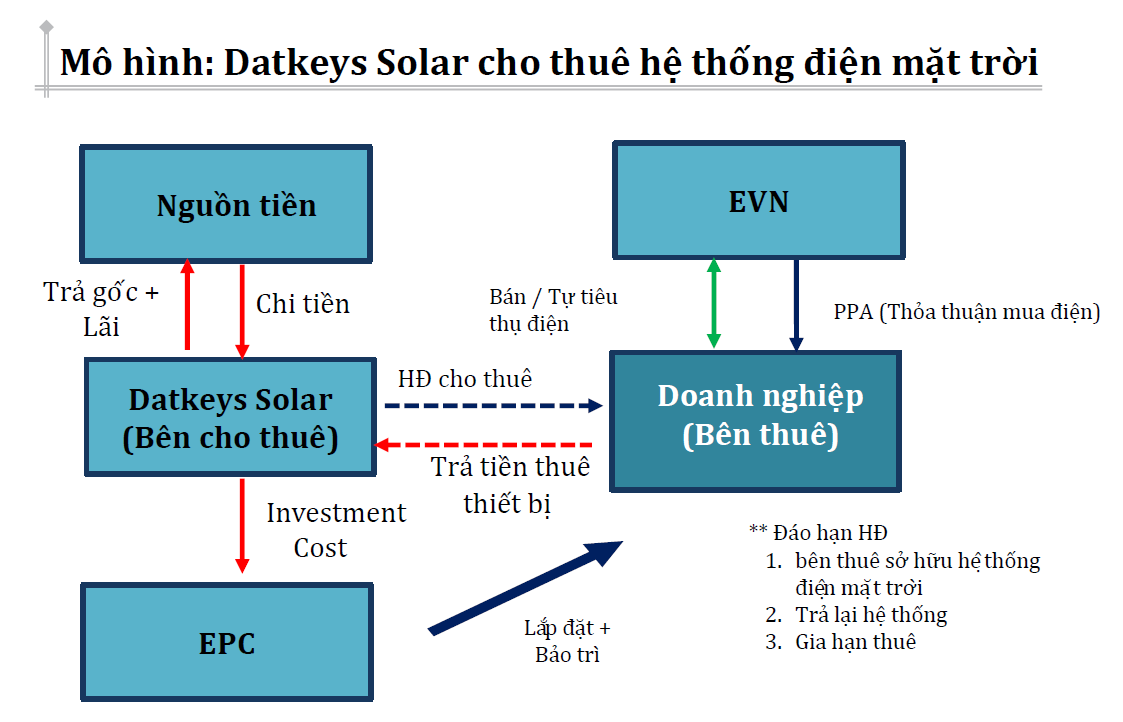 Mô hình: Datkeys Solar cho thuê hệ thống điện mặt trời
Nguồn tiền
EVN
Trả gốc +
Lãi
Chi tiền
Bán / Tự tiêu
thụ điện
PPA (Thỏa thuận mua điện)
Datkeys Solar
(Bên cho thuê)
HĐ cho thuê
Doanh nghiệp
(Bên thuê)
Trả tiền thuê
thiết bị
Investment
Cost
** Đáo hạn HĐ
1. bên thuê sở hữu hệ thống
điện mặt trời
2. Trả lại hệ thống
3. Gia hạn thuê
EPC
Lắp đặt +
Bảo trì